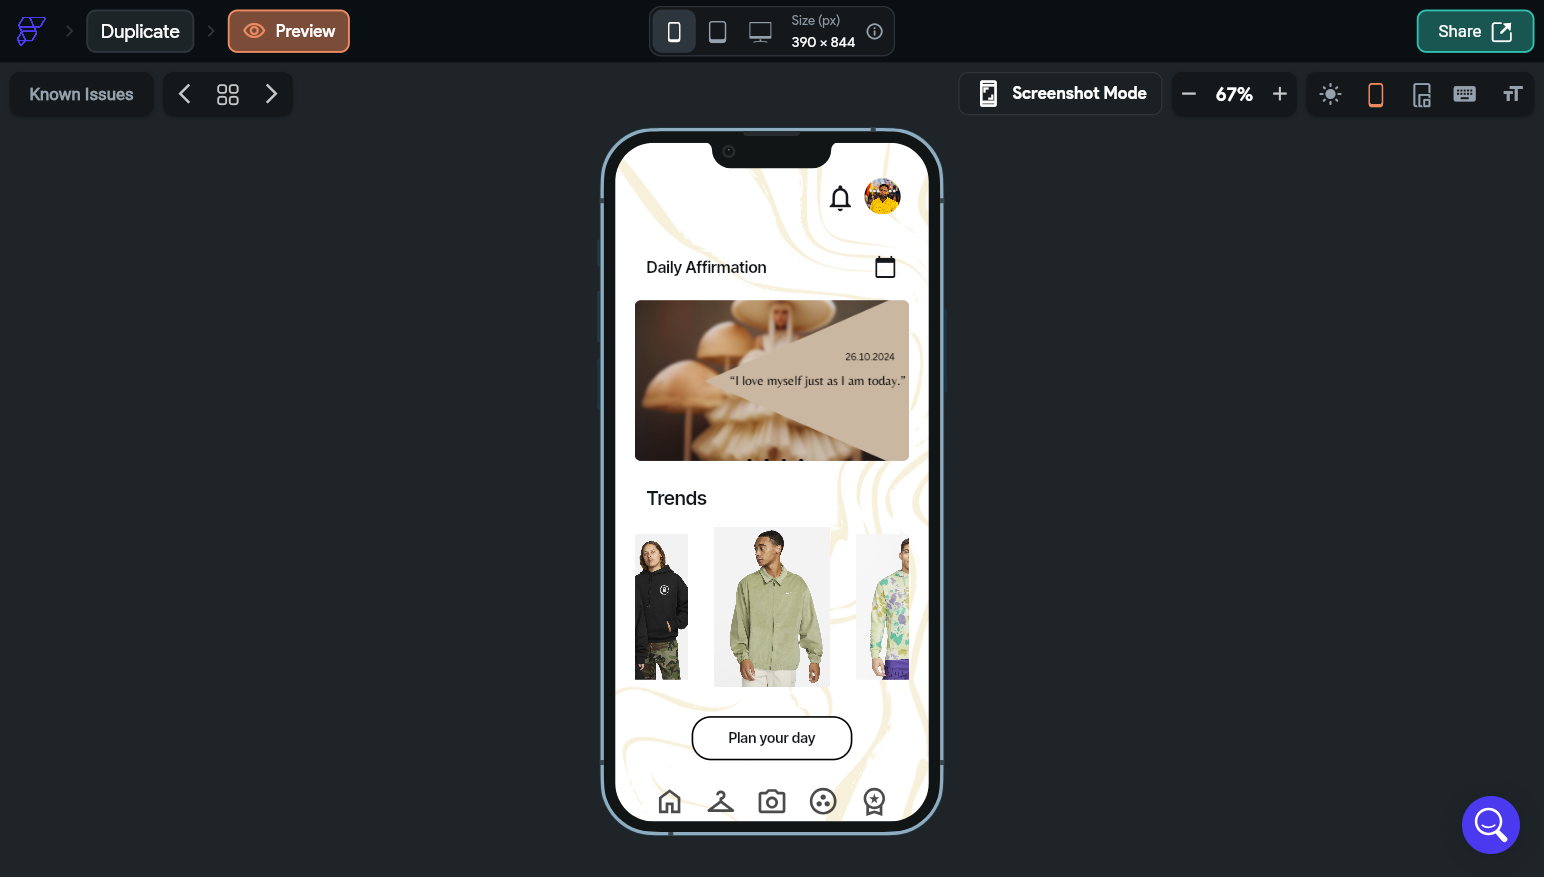 Duplicate
Preview
Size (px)
390 × 844
Share
Known Issues
Screenshot Mode
67%
Daily Affirmation
26.10.2024
“I love myself just as I am today.”
Trends
Plan your day